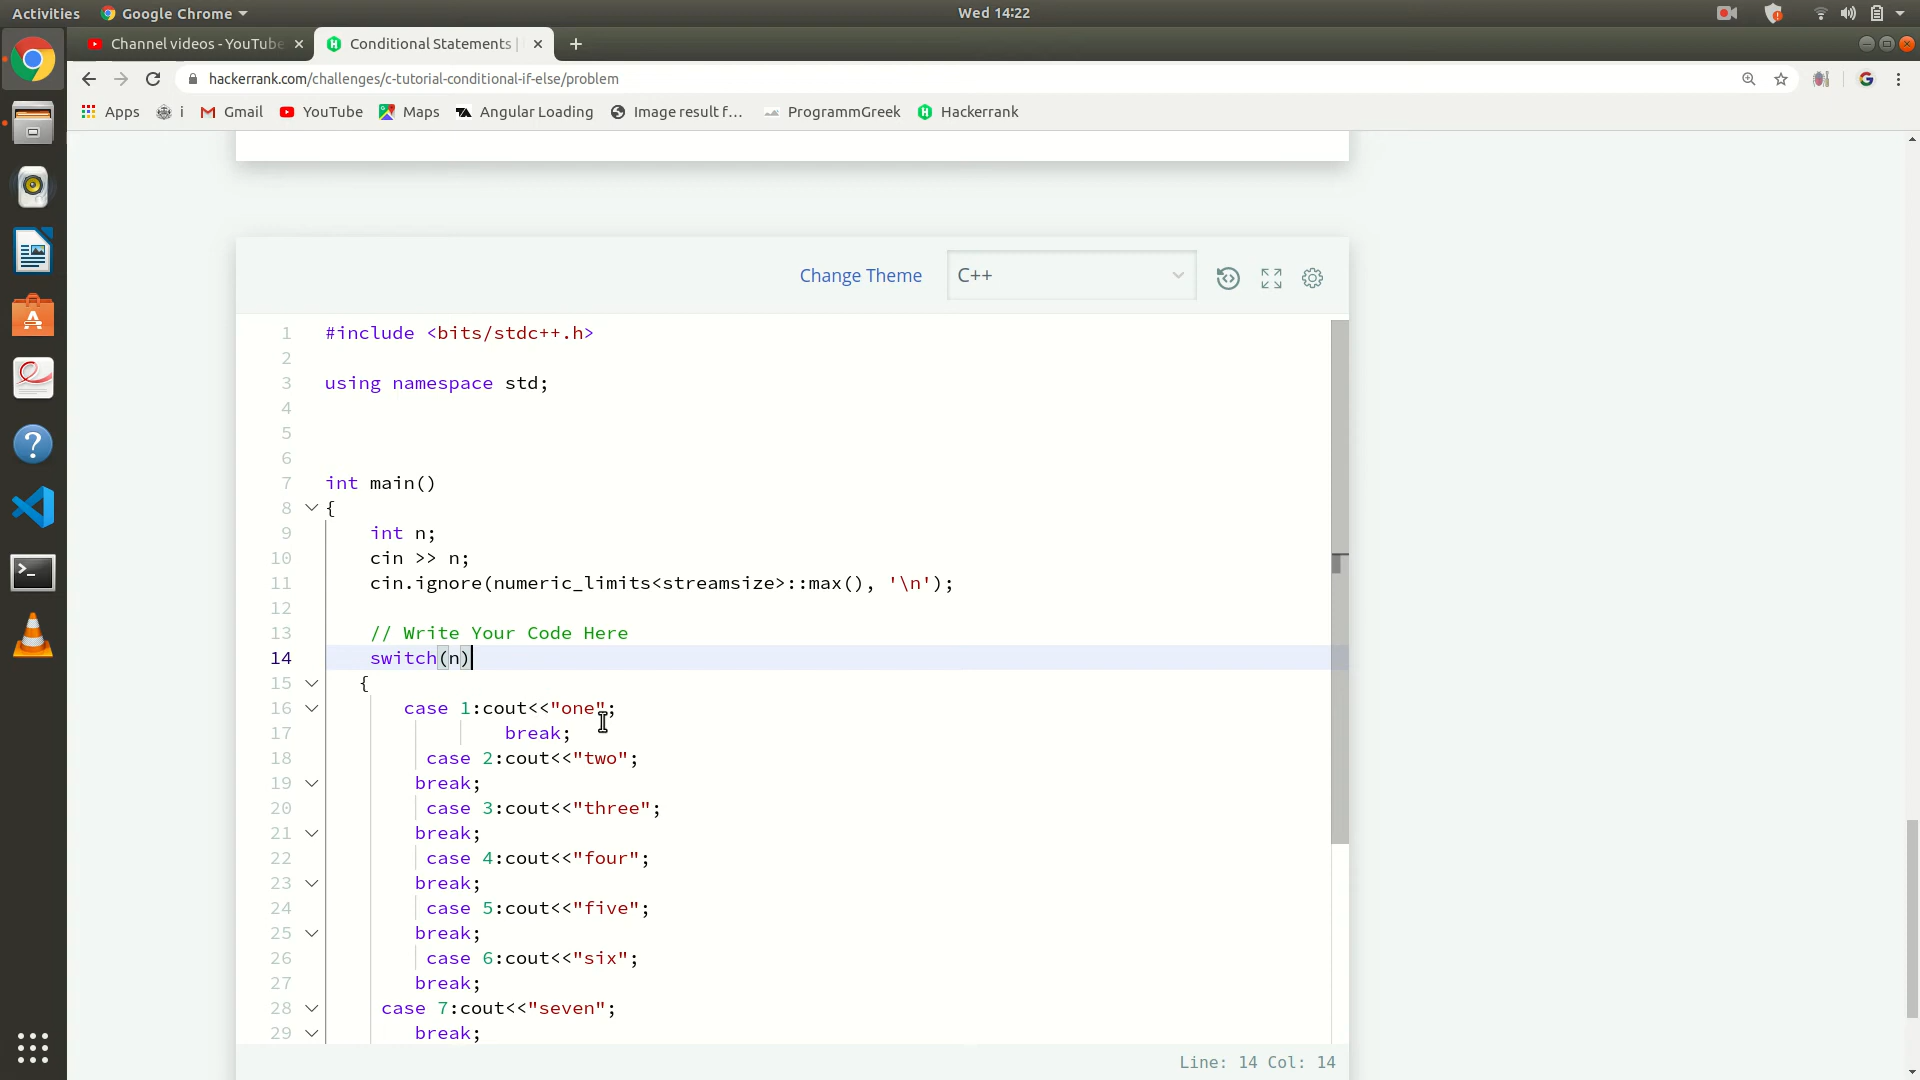 Activities
Google Chrome
Wed 14:22
Channel videos - YouTube
Conditional Statements |
hackerrank.com/challenges/c-tutorial-conditional-if-else/problem
Apps
i
Gmail
YouTube
Maps
Angular Loading
Image result f...
ProgrammGreek
Hackerrank
Change Theme
C++
1 #include <bits/stdc++.h>
2
3 using namespace std;
4
5
6
7 int main()
8 {
9 int n;
10 cin >> n;
11 cin.ignore(numeric_limits<streamsize>::max(), '\n');
12
13 // Write Your Code Here
14 switch(n)
15 {
16 case 1:cout<<"one";
17 break;
18 case 2:cout<<"two";
19 break;
20 case 3:cout<<"three";
21 break;
22 case 4:cout<<"four";
23 break;
24 case 5:cout<<"five";
25 break;
26 case 6:cout<<"six";
27 break;
28 case 7:cout<<"seven";
29 break;
Line: 14 Col: 14